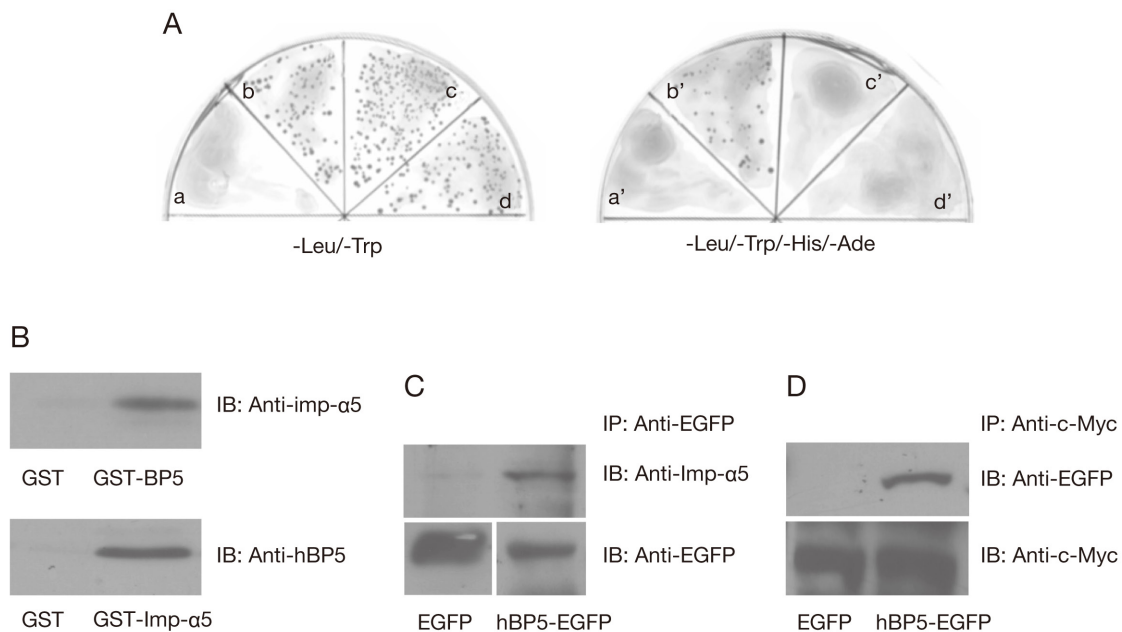 A
a
b
c
d
-Leu/-Trp
a'
b'
c'
d'
-Leu/-Trp/-His/-Ade
B
IB: Anti-imp-α5
GST GST-BP5
IB: Anti-hBP5
GST GST-Imp-α5
C
IP: Anti-EGFP
IB: Anti-Imp-α5
IB: Anti-EGFP
EGFP hBP5-EGFP
D
IP: Anti-c-Myc
IB: Anti-EGFP
IB: Anti-c-Myc
EGFP hBP5-EGFP